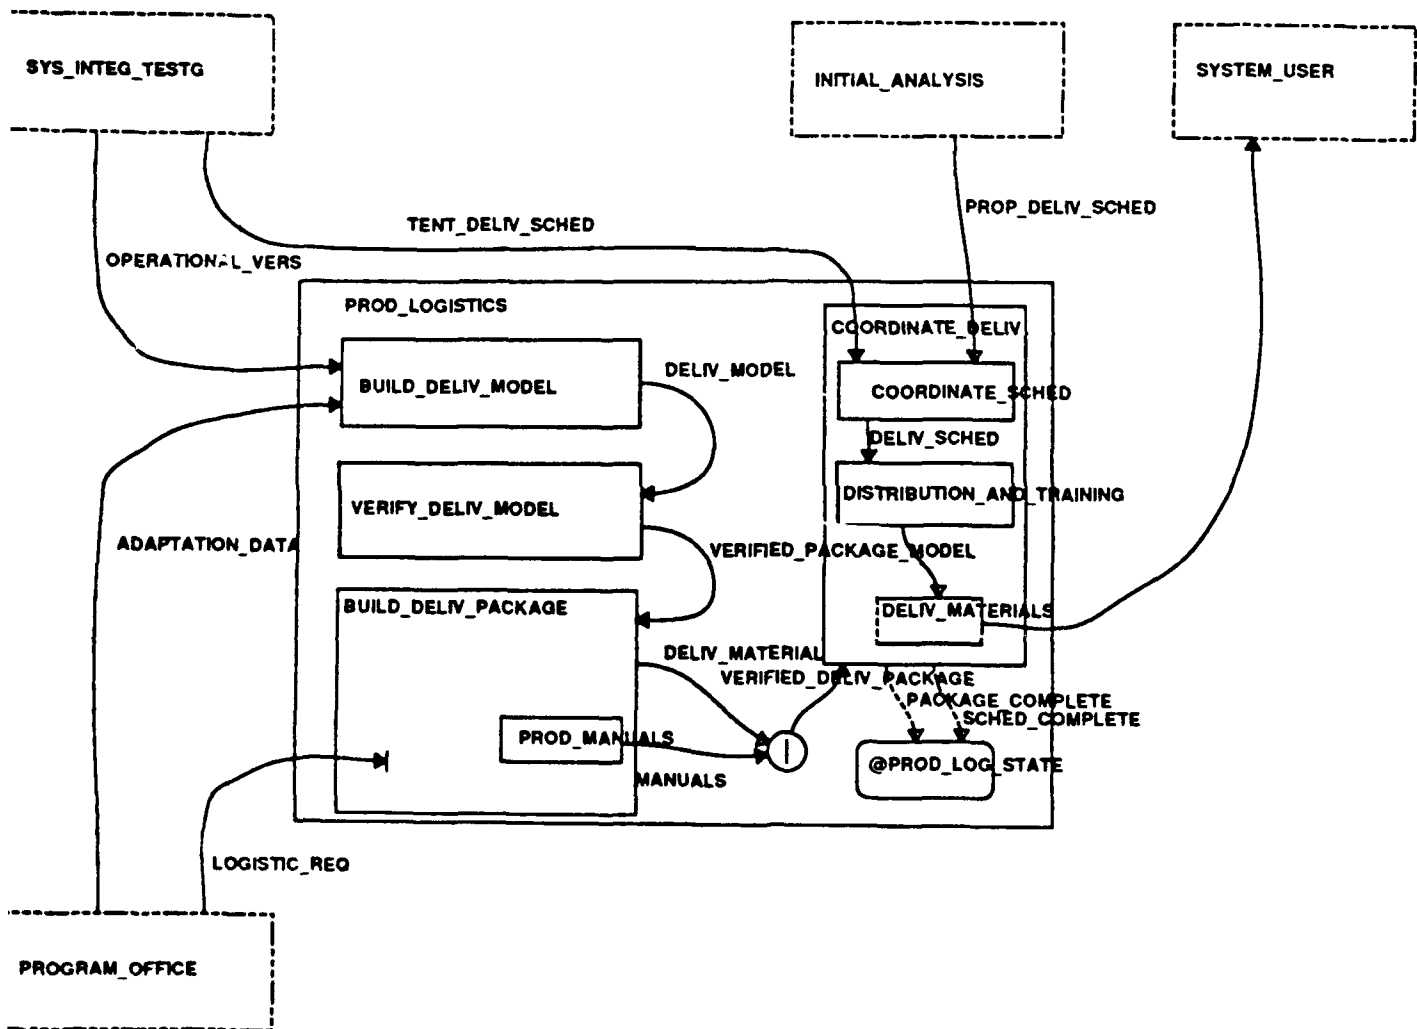 SYS_INTEG_TESTG
INITIAL_ANALYSIS
SYSTEM_USER
PROP_DELIV_SCHED
TENT_DELIV_SCHED
OPERATIONAL_VERS
PROD_LOGISTICS
COORDINATE_DELIV
BUILD_DELIV_MODEL
DELIV_MODEL
COORDINATE_SCHED
DELIV_SCHED
VERIFY_DELIV_MODEL
DISTRIBUTION_AND_TRAINING
ADAPTATION_DATA
VERIFIED_PACKAGE_MODEL
BUILD_DELIV_PACKAGE
DELIV_MATERIALS
DELIV_MATERIAL
VERIFIED_DELIV_PACKAGE
PACKAGE_COMPLETE
SCHED_COMPLETE
PROD_MANUALS
@PROD_LOG_STATE
MANUALS
LOGISTIC_REQ
PROGRAM_OFFICE